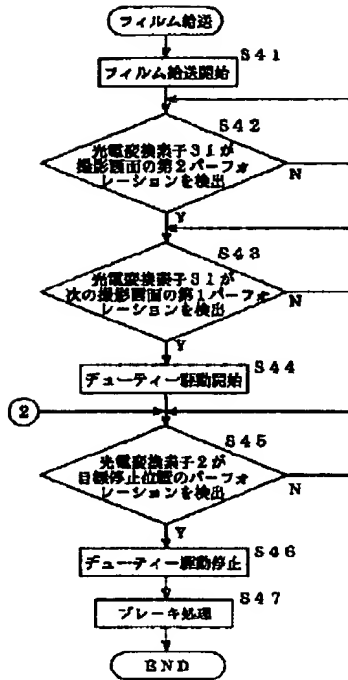 フィルム給送
S41
フィルム給送開始
S42
光電変換素子31が
撮影画面の第2パーフォ
レーションを検出
N
Y
S43
光電変換素子31が
次の撮影画面の第1パーフォ
レーションを検出
N
Y
S44
デューティー駆動開始
2
S45
光電変換素子2が
目標停止位置のパーフォ
レーションを検出
N
Y
S46
デューティー駆動停止
S47
ブレーキ処理
END